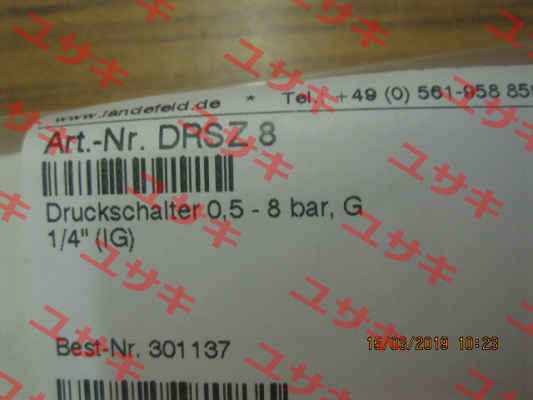 www.landefeld.de * Tel.: +49 (0) 561-958 859
Art.-Nr. DRSZ 8
Druckschalter 0,5 - 8 bar, G
1/4" (IG)
Best-Nr. 301137
15/03/2019 10:23
ユサキ